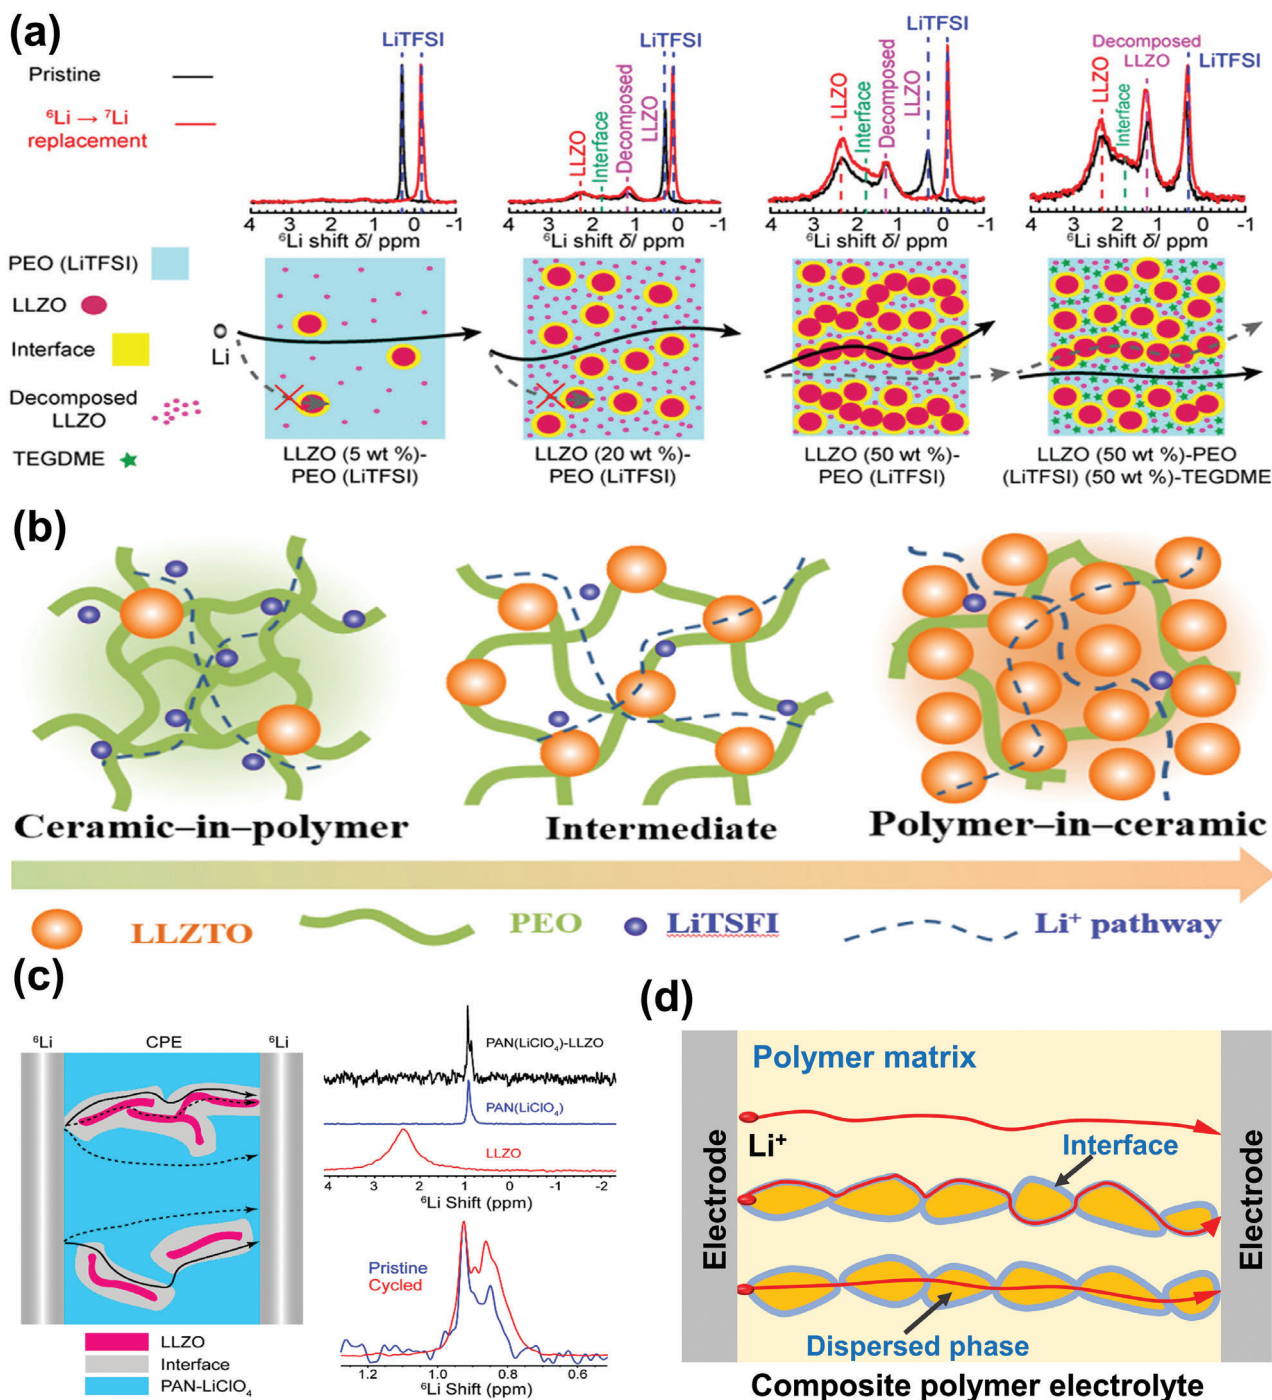 (a)
LiTFSI
LiTFSI
LiTFSI
Decomposed
LLZO
LiTFSI
Pristine
⁶Li → ⁷Li
replacement
LLZO
Interface
Decomposed
LLZO
LLZO
Interface
Decomposed
LLZO
LLZO
Interface
4 3 2 1 0 -1
4 3 2 1 0 -1
4 3 2 1 0 -1
4 3 2 1 0 -1
⁶Li shift δ/ ppm
⁶Li shift δ/ ppm
⁶Li shift δ/ ppm
⁶Li shift δ/ ppm
PEO (LiTFSI)
LLZO
Interface
Decomposed
LLZO
TEGDME
Li
LLZO (5 wt %)-
PEO (LiTFSI)
LLZO (20 wt %)-
PEO (LiTFSI)
LLZO (50 wt %)-
PEO (LiTFSI)
LLZO (50 wt %)-PEO
(LiTFSI) (50 wt %)-TEGDME
(b)
Ceramic–in–polymer
Intermediate
Polymer–in–ceramic
LLZTO
PEO
LiTSFI
Li⁺ pathway
(c)
⁶Li
CPE
⁶Li
LLZO
Interface
PAN-LiClO₄
PAN(LiClO₄)-LLZO
PAN(LiClO₄)
LLZO
4 3 2 1 0 -1 -2
⁶Li Shift (ppm)
Pristine
Cycled
1.2 1.0 0.8 0.6
⁶Li Shift (ppm)
(d)
Electrode
Polymer matrix
Li⁺
Interface
Dispersed phase
Electrode
Composite polymer electrolyte